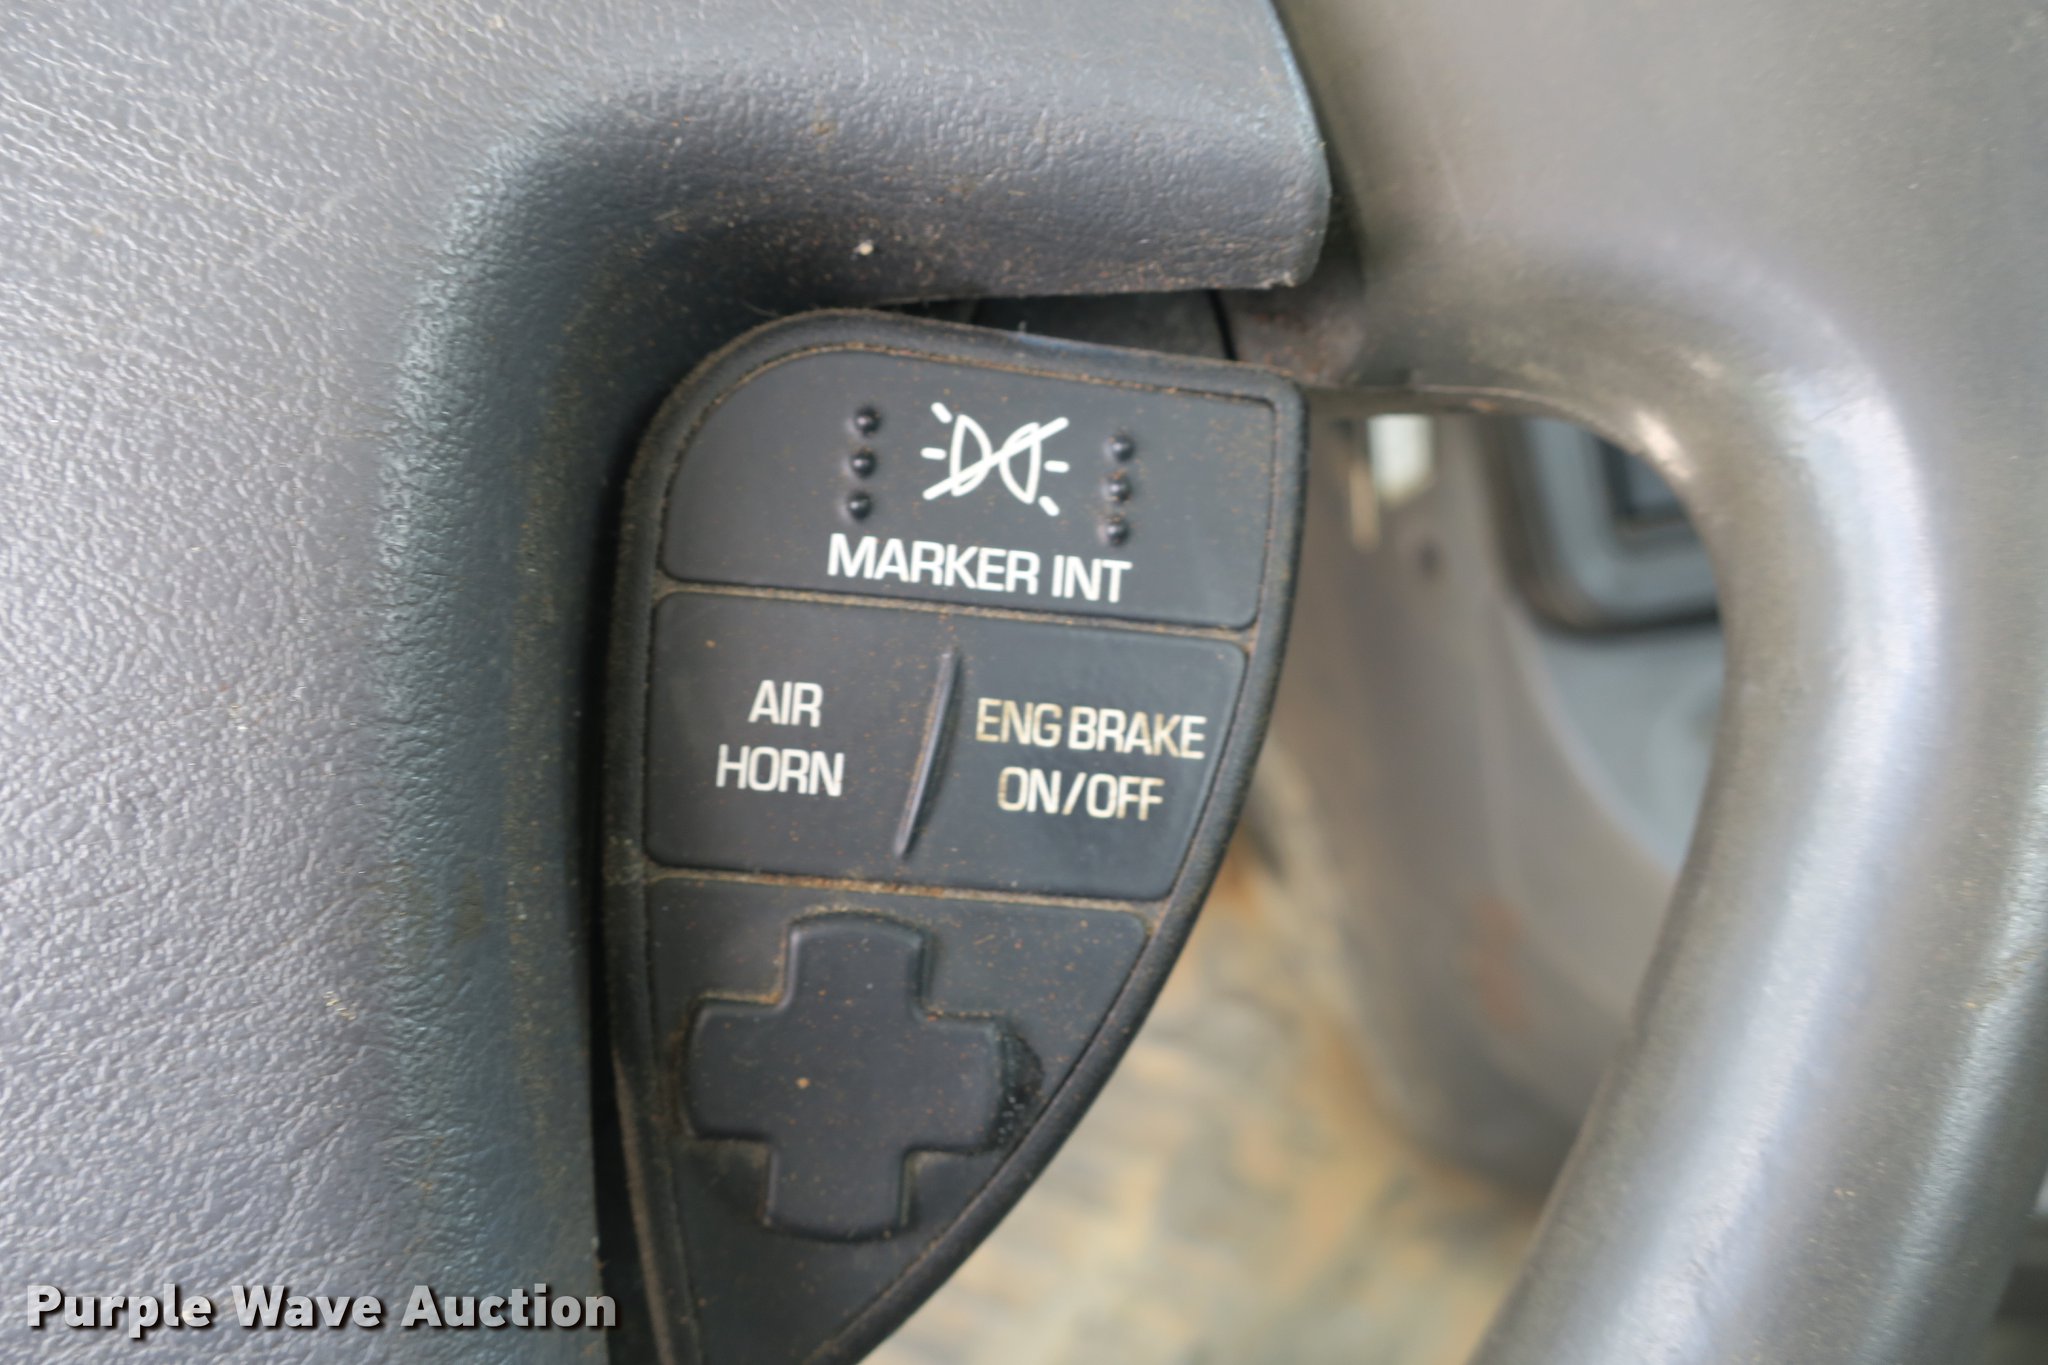 MARKER INT
AIR
HORN
ENG BRAKE
ON/OFF
Purple Wave Auction